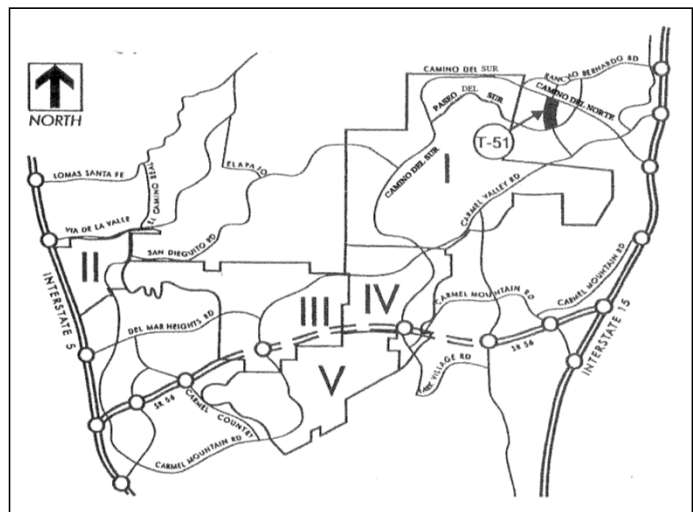 NORTH
CAMINO DEL SUR
RANCHO BERNARDO RD
PASEO DEL SUR
CAMINO DEL NORTE
T-51
LOMAS SANTA FE
EL CAMINO REAL
CAMINO DEL SUR
I
CARMEL VALLEY RD
VIA DE LA VALLE
SAN DIEGUITO RD
II
INTERSTATE 5
III
IV
CARMEL MOUNTAIN RD
CARMEL MOUNTAIN RD
DEL MAR HEIGHTS RD
INTERSTATE 15
SR 56
V
SR 56
CARMEL COUNTRY
CARMEL MOUNTAIN RD